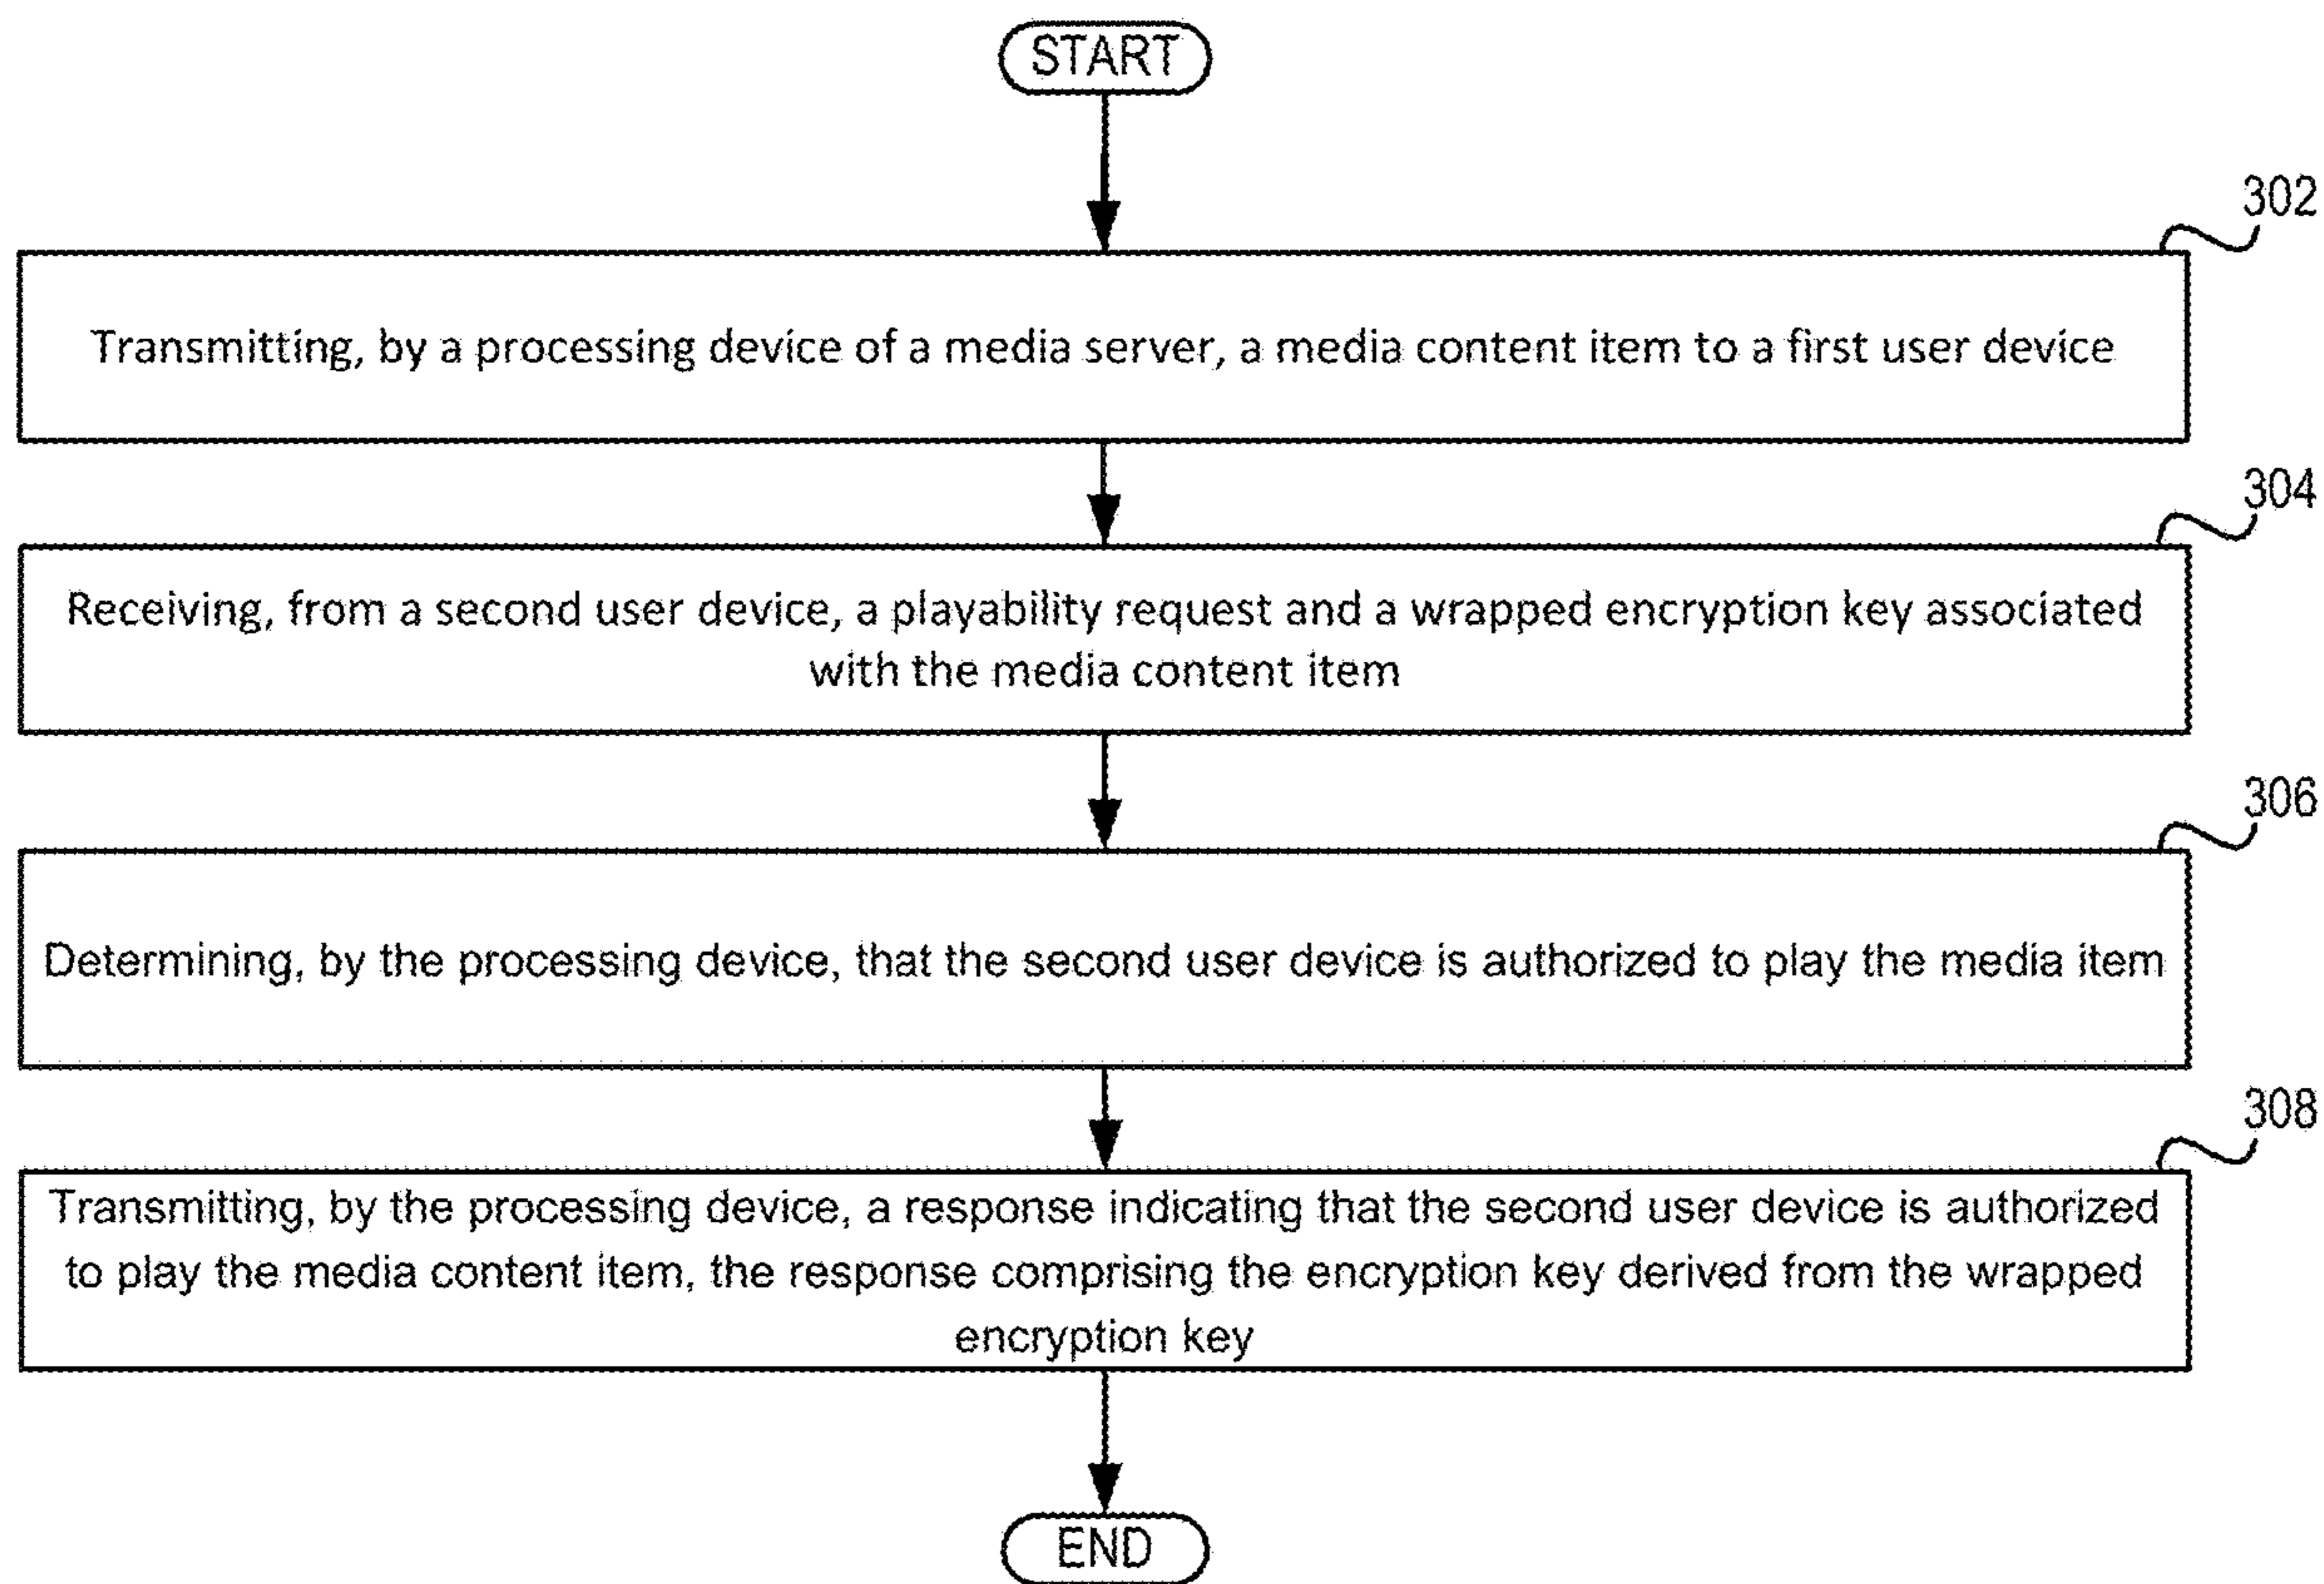 START
302
Transmitting, by a processing device of a media server, a media content item to a first user device
304
Receiving, from a second user device, a playability request and a wrapped encryption key associated
with the media content item
306
Determining, by the processing device, that the second user device is authorized to play the media item
308
Transmitting, by the processing device, a response indicating that the second user device is authorized
to play the media content item, the response comprising the encryption key derived from the wrapped
encryption key
END